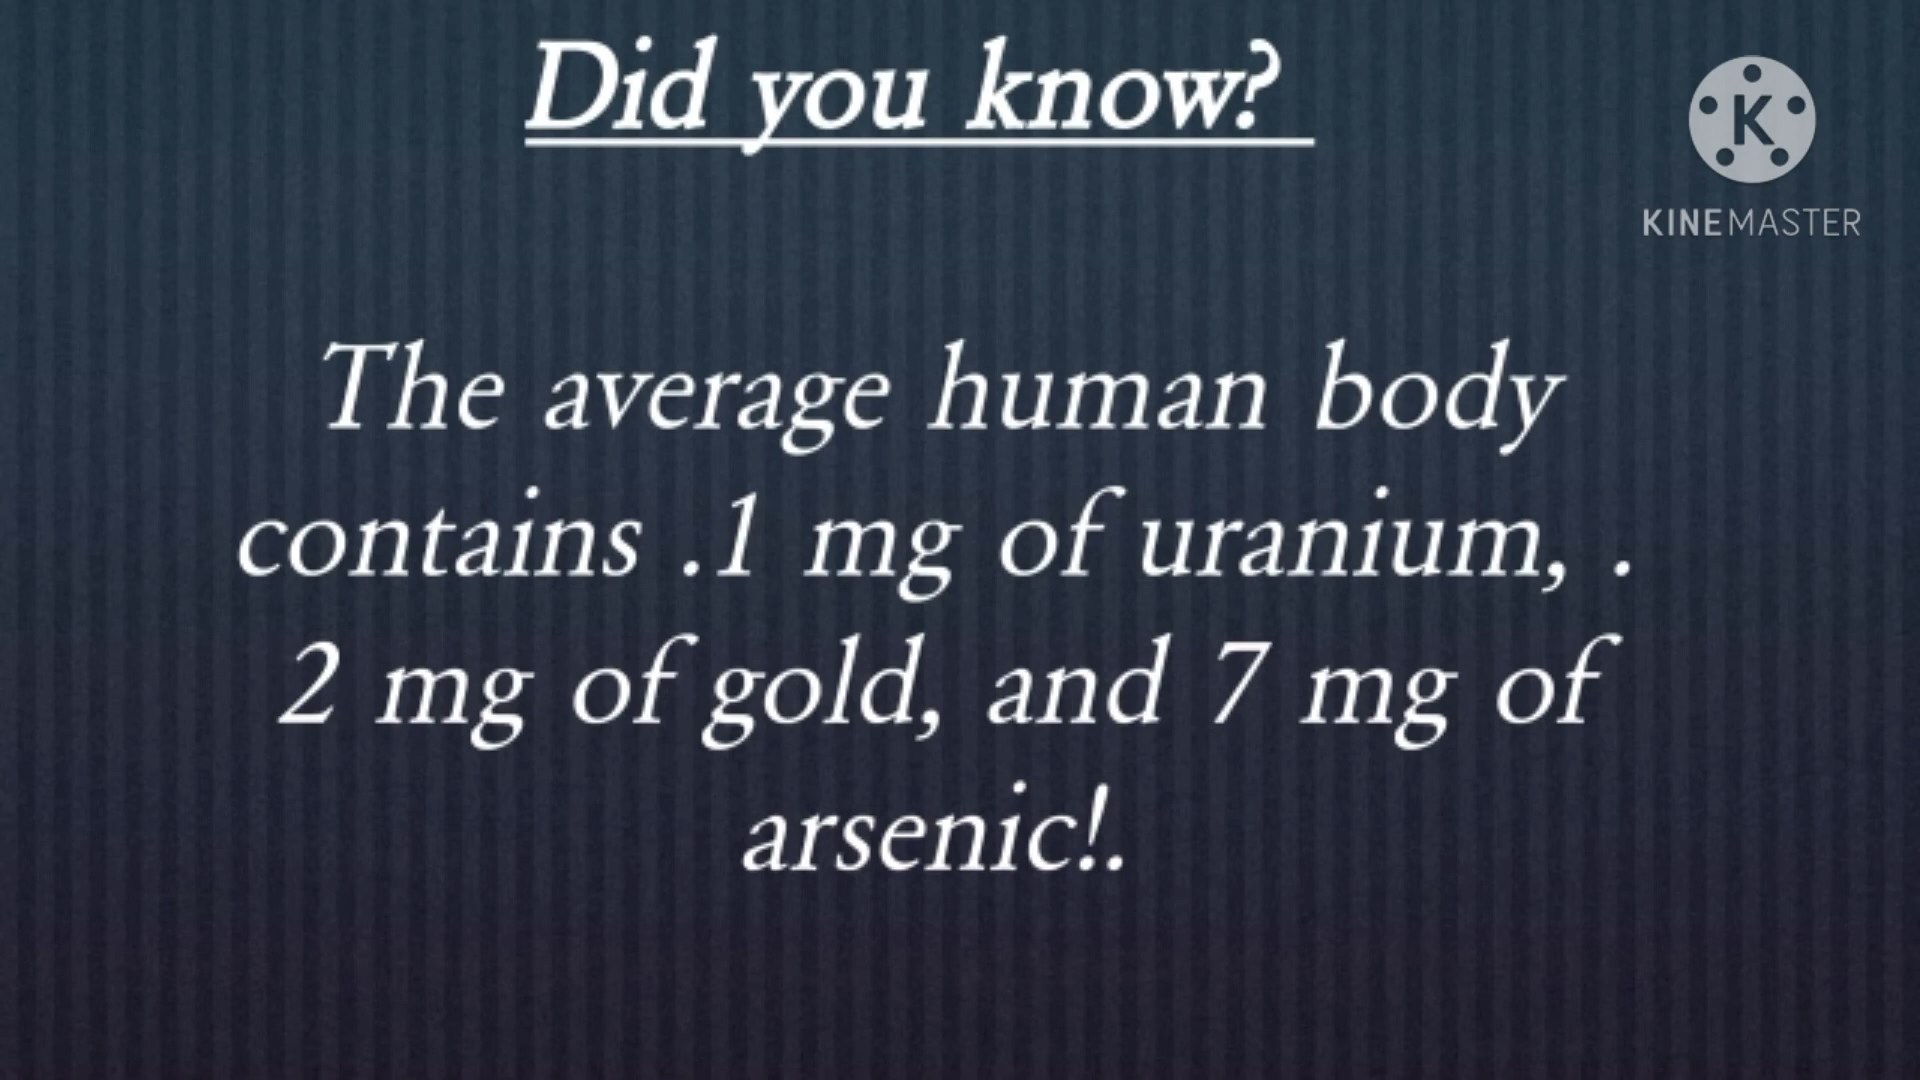 Did you know?
KINEMASTER
The average human body
contains .1 mg of uranium, .
2 mg of gold, and 7 mg of
arsenic!.